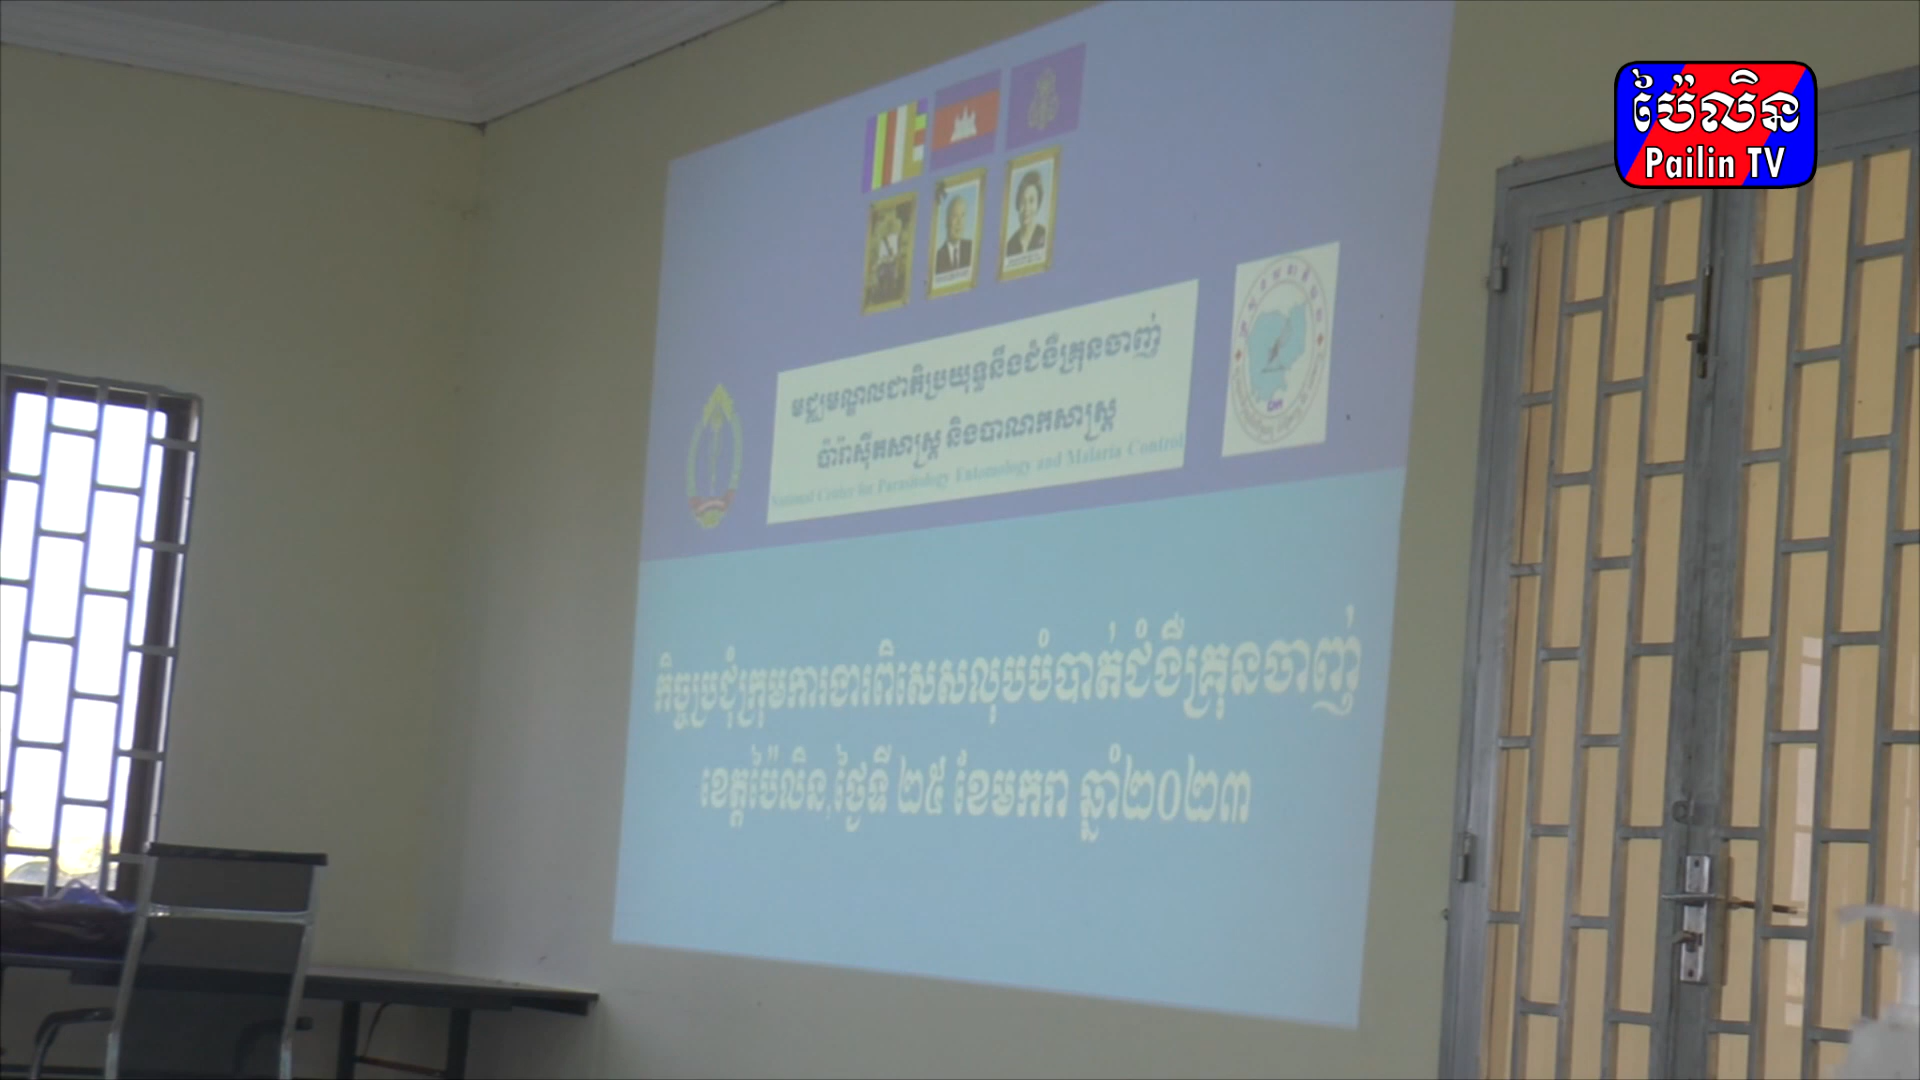 ប៉ៃលិន
Pailin TV
មជ្ឈមណ្ឌលជាតិប្រយុទ្ធនឹងជំងឺគ្រុនចាញ់
ប៉ារ៉ាស៊ីតសាស្ត្រ និងបាណកសាស្ត្រ
National Center for Parasitology Entomology and Malaria Control
កិច្ចប្រជុំក្រុមការងារពិសេសលុបបំបាត់ជំងឺគ្រុនចាញ់
ខេត្តប៉ៃលិន,ថ្ងៃទី ២៥ ខែមករា ឆ្នាំ២០២៣